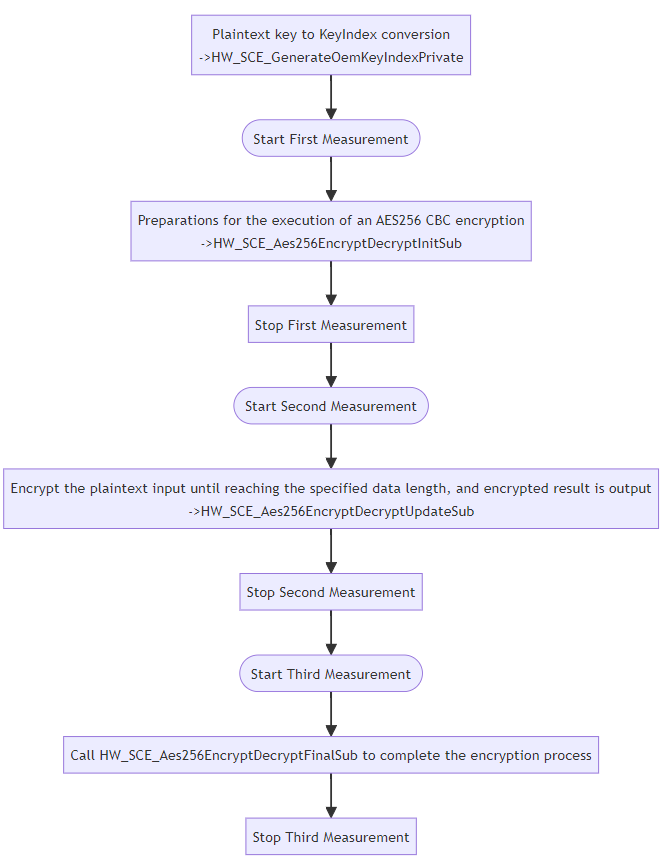 Plaintext key to KeyIndex conversion
->HW_SCE_GenerateOemKeyIndexPrivate
Start First Measurement
Preparations for the execution of an AES256 CBC encryption
->HW_SCE_Aes256EncryptDecryptInitSub
Stop First Measurement
Start Second Measurement
Encrypt the plaintext input until reaching the specified data length, and encrypted result is output
->HW_SCE_Aes256EncryptDecryptUpdateSub
Stop Second Measurement
Start Third Measurement
Call HW_SCE_Aes256EncryptDecryptFinalSub to complete the encryption process
Stop Third Measurement